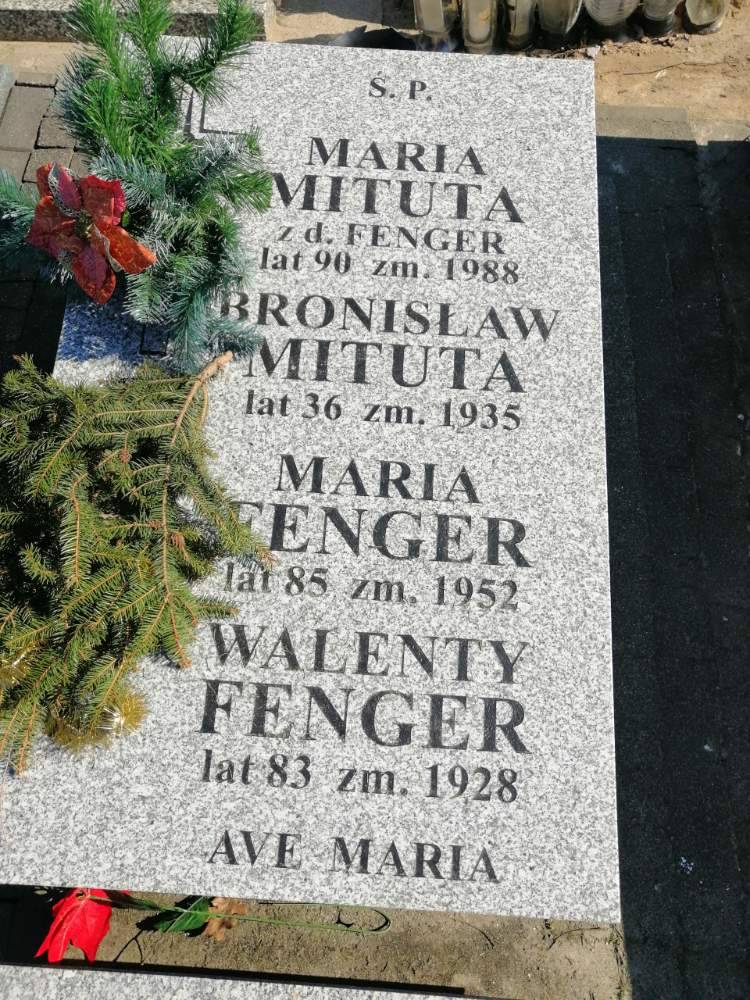 Ś. P.
MARIA
MITUTA
z d. FENGER
lat 90 zm. 1988
BRONISŁAW
MITUTA
lat 36 zm. 1935
MARIA
FENGER
lat 85 zm. 1952
WALENTY
FENGER
lat 83 zm. 1928
AVE MARIA